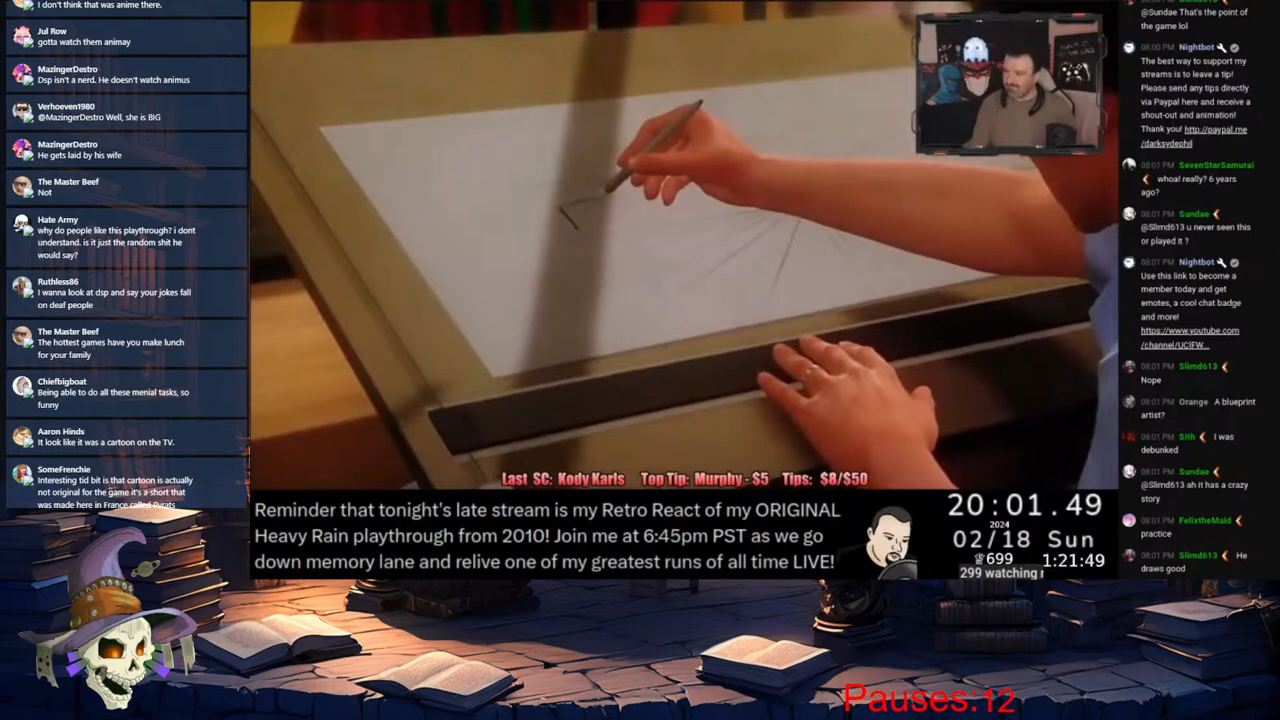 I don't think that was anime there.
Jul Row
gotta watch them animay
MazingerDestro
Dsp isn't a nerd. He doesn't watch animus
Verhoeven1980
@MazingerDestro Well, she is BIG
MazingerDestro
He gets laid by his wife
The Master Beef
Not
Hate Army
why do people like this playthrough? i dont
understand. is it just the random shit he
would say?
Ruthless86
I wanna look at dsp and say your jokes fall
on deaf people
The Master Beef
The hottest games have you make lunch
for your family
Chiefbigboat
Being able to do all these menial tasks, so
funny
Aaron Hinds
It look like it was a cartoon on the TV.
SomeFrenchie
Interesting tid bit is that cartoon is actually
not original for the game it's a short that
was made here in France called Pyrats
Last SC: Kody Karls Top Tip: Murphy - $5 Tips: $8/$50
Reminder that tonight's late stream is my Retro React of my ORIGINAL
Heavy Rain playthrough from 2010! Join me at 6:45pm PST as we go
down memory lane and relive one of my greatest runs of all time LIVE!
20:01.49
2024
02/18 Sun
699
1:21:49
299 watching
@Sundae That's the point of
the game lol
08:00 PM Nightbot
The best way to support my
streams is to leave a tip!
Please send any tips directly
via Paypal here and receive a
shout-out and animation!
Thank you! http://paypal.me
/darksydephil
08:01 PM SevenStarSamurai
whoa! really? 6 years
ago?
08:01 PM Sundae
@Slimd613 u never seen this
or played it ?
08:01 PM Nightbot
Use this link to become a
member today and get
emotes, a cool chat badge
and more!
https://www.youtube.com
/channel/UClFW...
08:01 PM Slimd613
Nope
08:01 PM Orange A blueprint
artist?
08:01 PM Sith I was
debunked
08:01 PM Sundae
@Slimd613 ah it has a crazy
story
08:01 PM FelixtheMaid
practice
08:01 PM Slimd613 He
draws good
Pauses:12